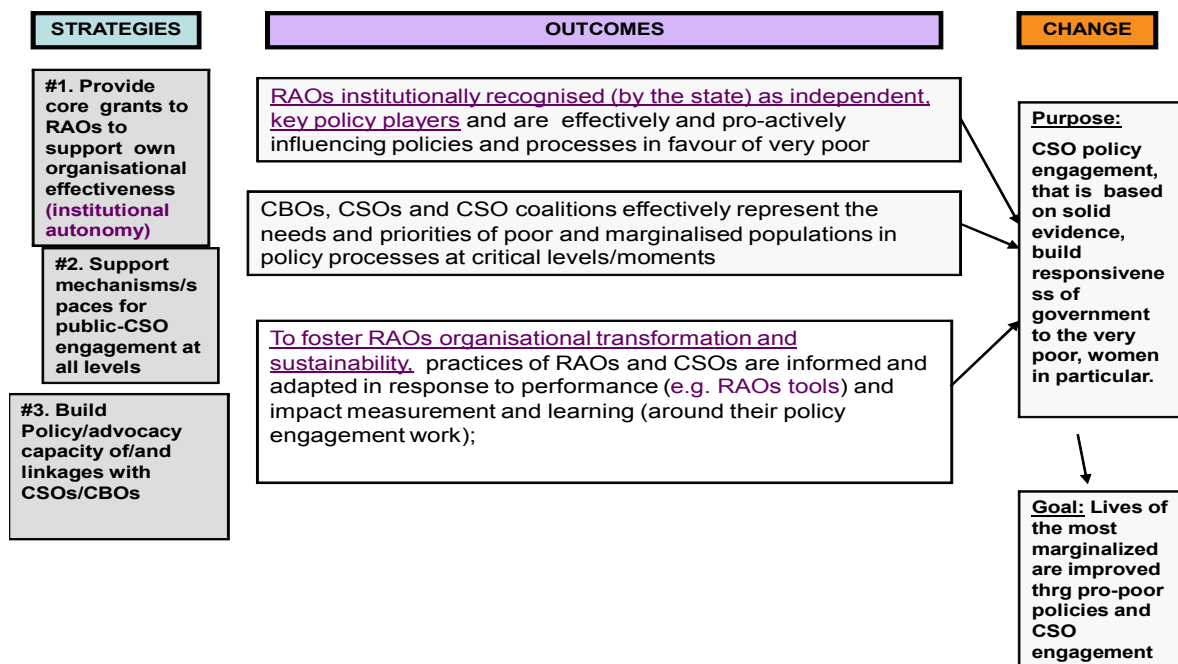 STRATEGIES
OUTCOMES
CHANGE
#1. Provide
core grants to
RAOs to
support own
organisational
effectiveness
(institutional
autonomy)
#2. Support
mechanisms/s
paces for
public-CSO
engagement at
all levels
#3. Build
Policy/advocacy
capacity of/and
linkages with
CSOs/CBOs
RAOs institutionally recognised (by the state) as independent,
key policy players and are effectively and pro-actively
influencing policies and processes in favour of very poor
CBOs, CSOs and CSO coalitions effectively represent the
needs and priorities of poor and marginalised populations in
policy processes at critical levels/moments
To foster RAOs organisational transformation and
sustainability, practices of RAOs and CSOs are informed and
adapted in response to performance (e.g. RAOs tools) and
impact measurement and learning (around their policy
engagement work);
Purpose:
CSO policy
engagement,
that is based
on solid
evidence,
build
responsivene
ss of
government
to the very
poor, women
in particular.
Goal: Lives of
the most
marginalized
are improved
thrg pro-poor
policies and
CSO
engagement